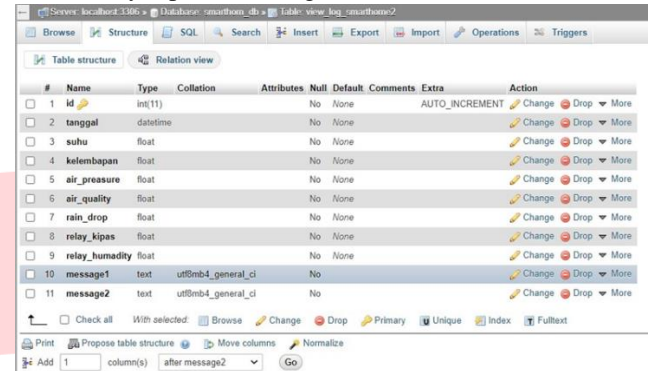 Server: localhost:3306 » Database: smarthom_db » Table: view_log_smarthome2
Browse Structure SQL Search Insert Export Import Operations Triggers
Table structure Relation view
# Name Type Collation Attributes Null Default Comments Extra Action
1 id int(11) No None AUTO_INCREMENT Change Drop More
2 tanggal datetime No None Change Drop More
3 suhu float No None Change Drop More
4 kelembapan float No None Change Drop More
5 air_preasure float No None Change Drop More
6 air_quality float No None Change Drop More
7 rain_drop float No None Change Drop More
8 relay_kipas float No None Change Drop More
9 relay_humadity float No None Change Drop More
10 message1 text utf8mb4_general_ci No Change Drop More
11 message2 text utf8mb4_general_ci No Change Drop More
Check all With selected: Browse Change Drop Primary Unique Index Fulltext
Print Propose table structure Move columns Normalize
Add 1 column(s) after message2 Go